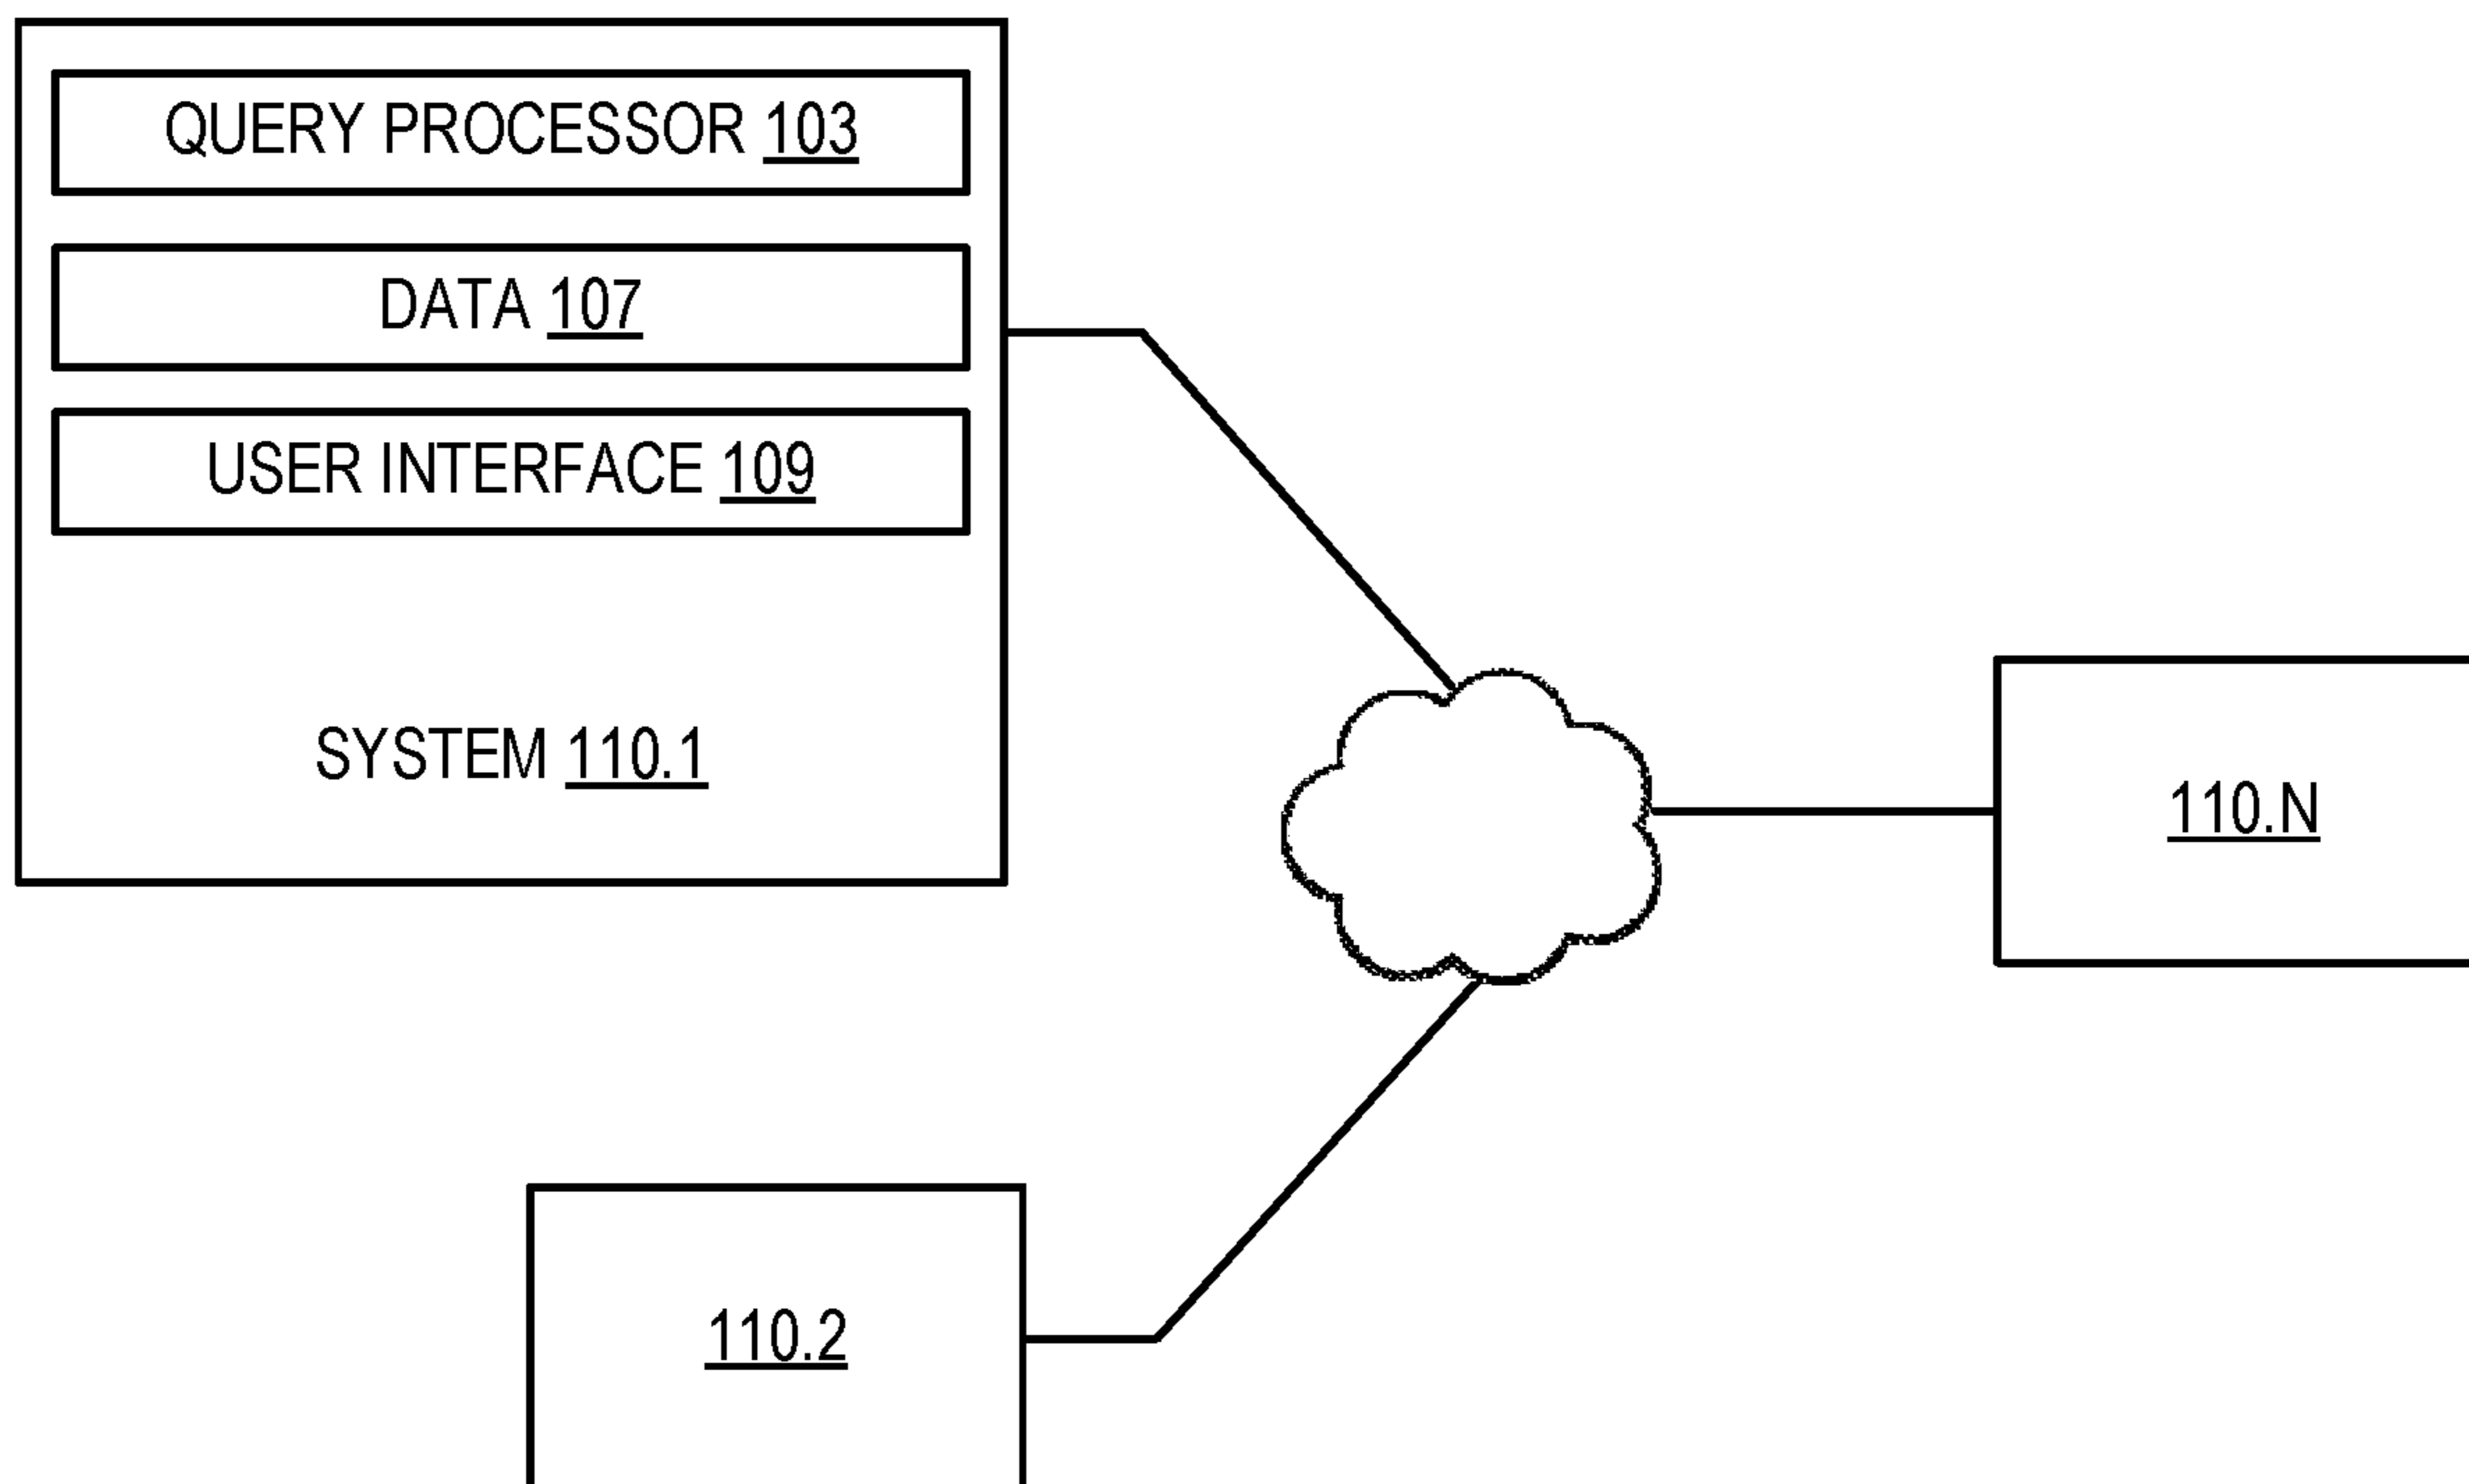 QUERY PROCESSOR 103
DATA 107
USER INTERFACE 109
SYSTEM 110.1
110.N
110.2